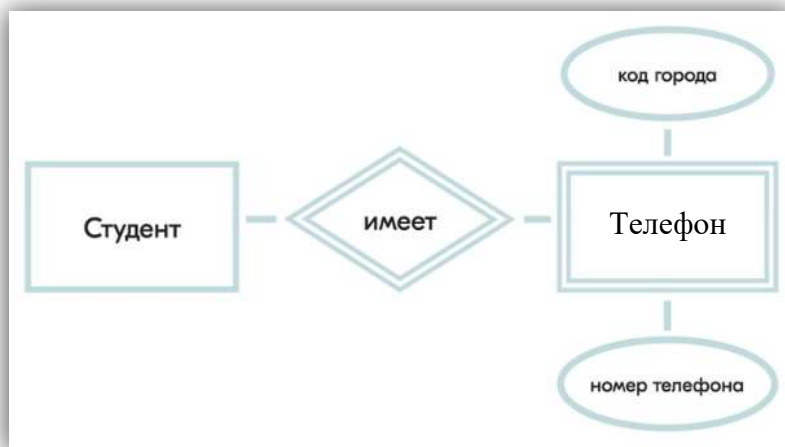 код города
Студент
имеет
Телефон
номер телефона